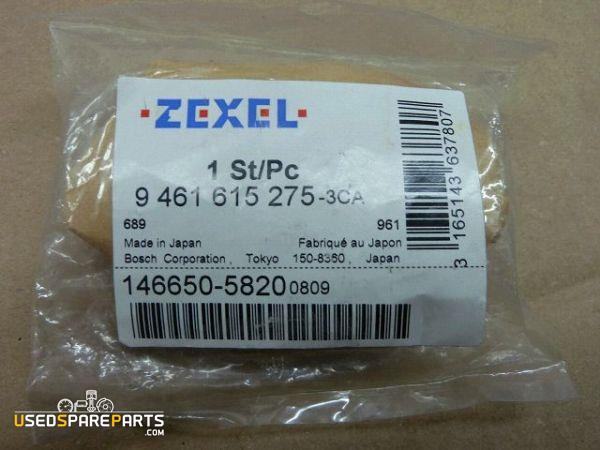 ZEXEL
1 St/Pc
9 461 615 275-3CA
689 961
Made in Japan Fabriqué au Japon
Bosch Corporation, Tokyo 150-8360, Japan
146650-5820 0809
3 165143 637807
USEDSPAREPARTS
.COM